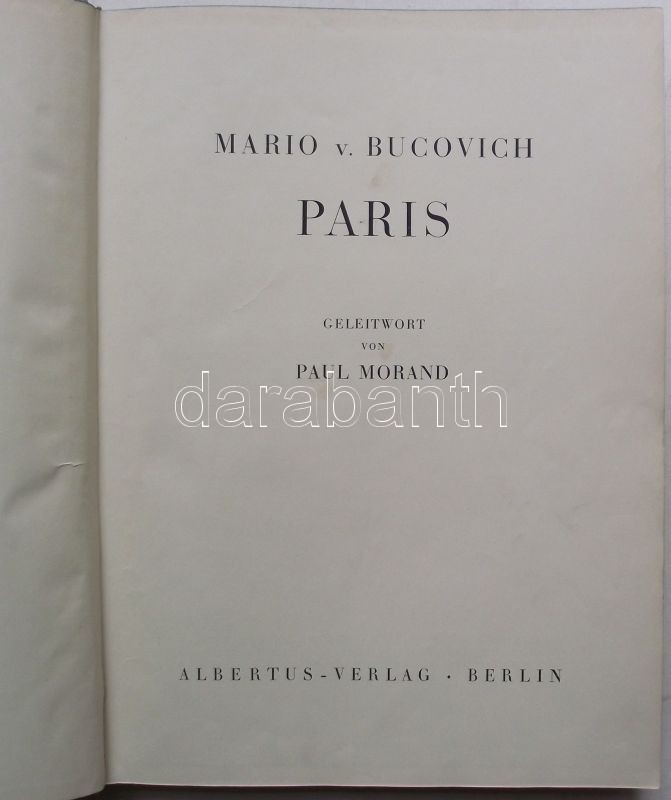 MARIO v. BUCOVICH
PARIS
GELEITWORT
VON
PAUL MORAND
darabanth
ALBERTUS-VERLAG · BERLIN